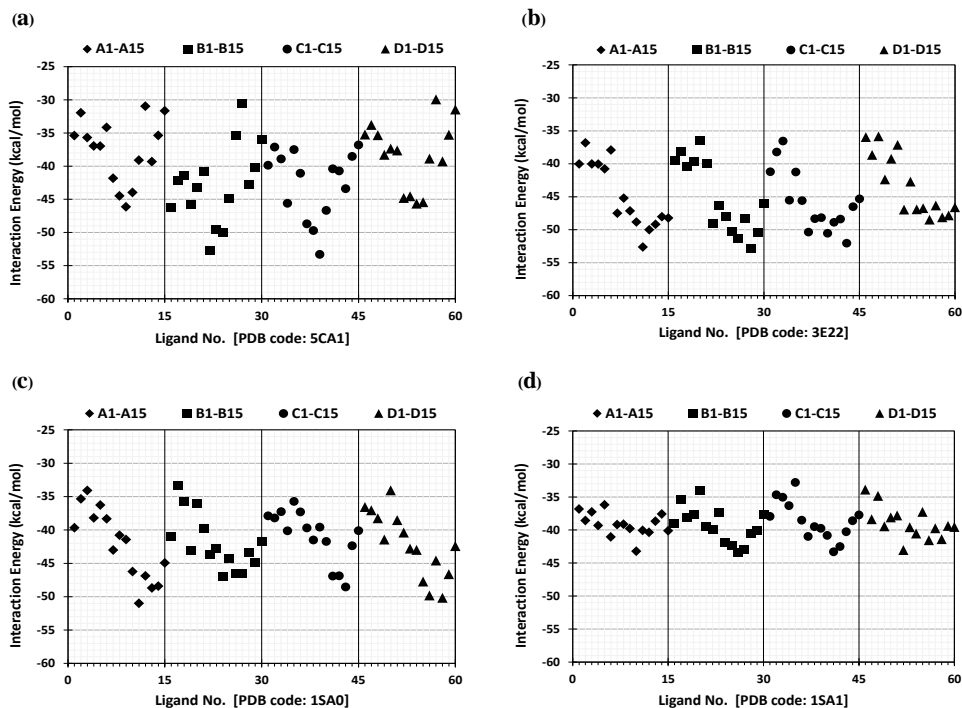 (a)
A1-A15 B1-B15 C1-C15 D1-D15
Interaction Energy (kcal/mol)
-25
-30
-35
-40
-45
-50
-55
-60
0 15 30 45 60
Ligand No. [PDB code: 5CA1]
(b)
A1-A15 B1-B15 C1-C15 D1-D15
Interaction Energy (kcal/mol)
-25
-30
-35
-40
-45
-50
-55
-60
0 15 30 45 60
Ligand No. [PDB code: 3E22]
(c)
A1-A15 B1-B15 C1-C15 D1-D15
Interaction Energy (kcal/mol)
-25
-30
-35
-40
-45
-50
-55
-60
0 15 30 45 60
Ligand No. [PDB code: 1SA0]
(d)
A1-A15 B1-B15 C1-C15 D1-D15
Interaction Energy (kcal/mol)
-25
-30
-35
-40
-45
-50
-55
-60
0 15 30 45 60
Ligand No. [PDB code: 1SA1]